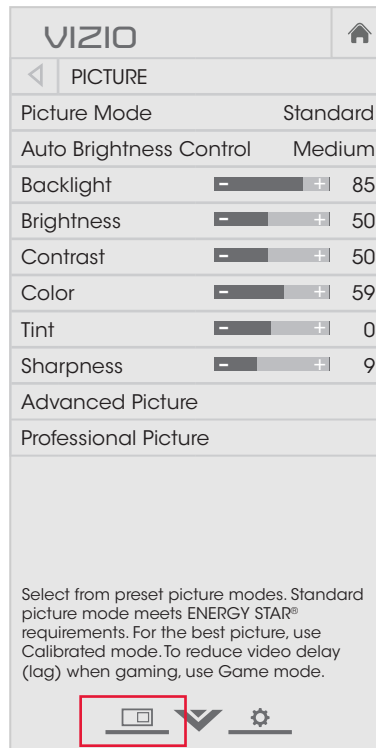 VIZIO
PICTURE
Picture Mode Standard
Auto Brightness Control Medium
Backlight - + 85
Brightness - + 50
Contrast - + 50
Color - + 59
Tint - + 0
Sharpness - + 9
Advanced Picture
Professional Picture
Select from preset picture modes. Standard
picture mode meets ENERGY STAR®
requirements. For the best picture, use
Calibrated mode. To reduce video delay
(lag) when gaming, use Game mode.